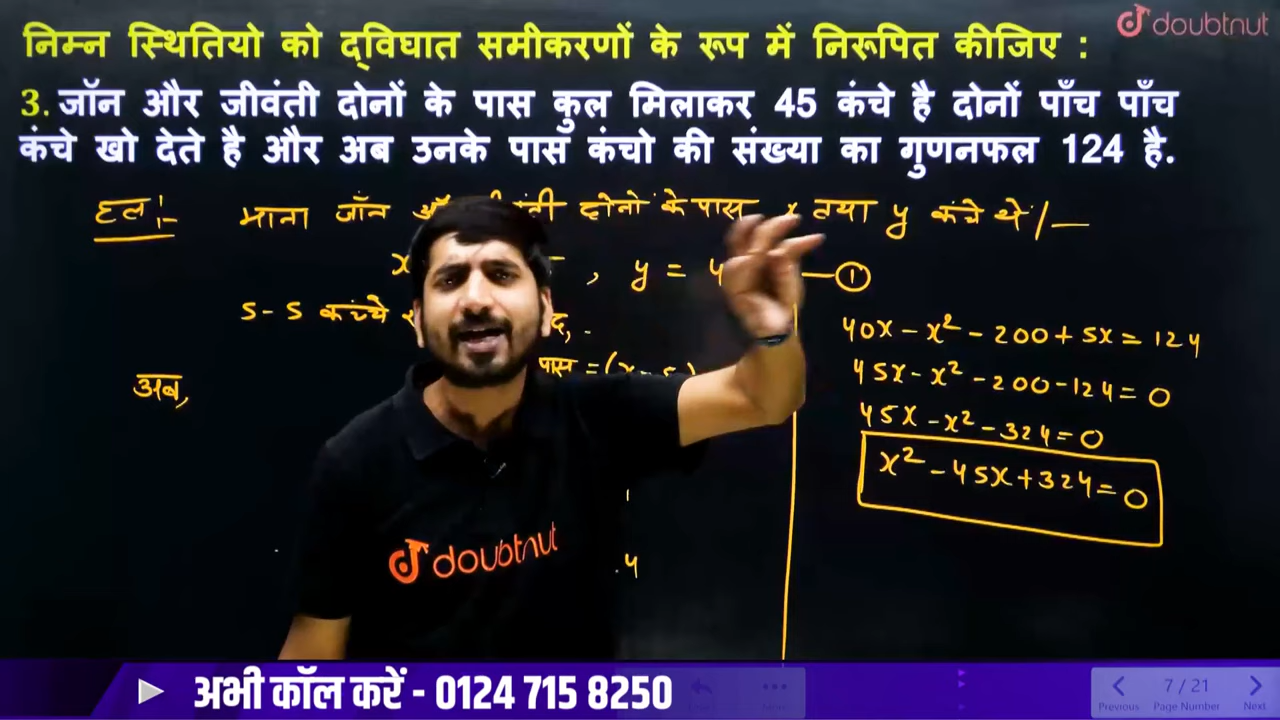 doubtnut
निम्न स्थितियो को द्विघात समीकरणों के रूप में निरूपित कीजिए :
3. जॉन और जीवंती दोनों के पास कुल मिलाकर 45 कंचे है दोनों पाँच पाँच
कंचे खो देते है और अब उनके पास कंचो की संख्या का गुणनफल 124 है.
हल :- माना जॉन दोनों के पास x तथा y कंचे थे।-
x , y = 4 — ①
5-5 कंच्चे
पास = (x-5)
अब,
40x - x² - 200 + 5x = 124
45x - x² - 200 - 124 = 0
45x - x² - 324 = 0
x² - 45x + 324 = 0
doubtnut
अभी कॉल करें - 0124 715 8250
7 / 21
Previous Page Number Next